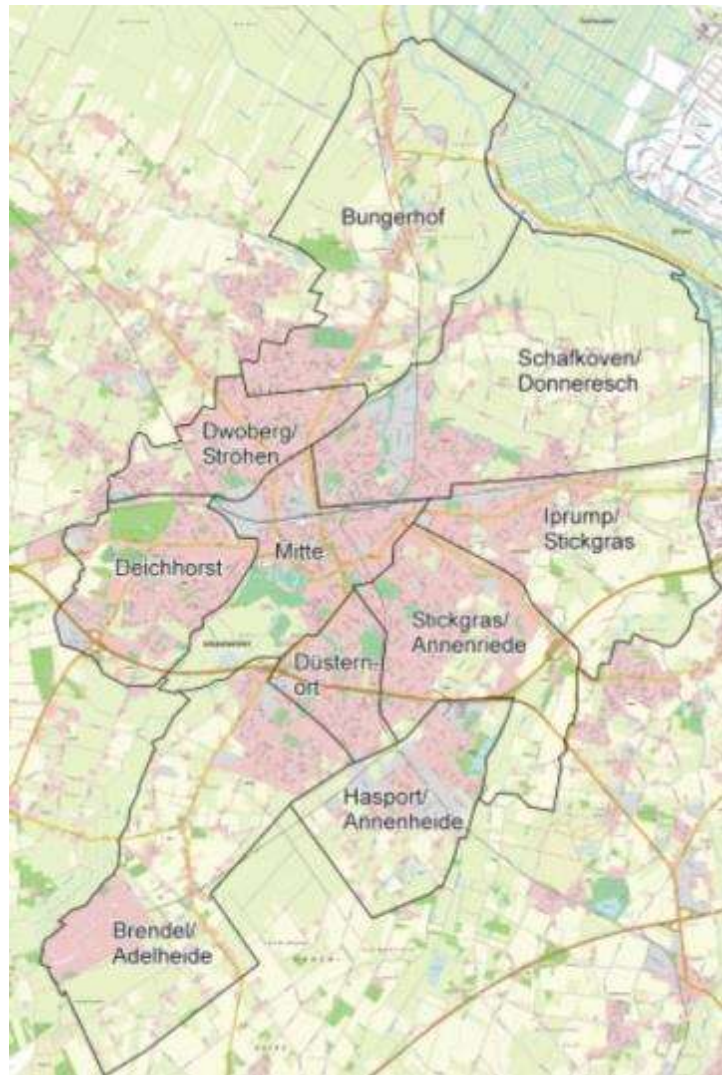 Bungerhof
Schafkoven/
Donneresch
Dwoberg/
Ströhen
Iprump/
Stickgras
Mitte
Deichhorst
Stickgras/
Annenriede
Düstern-
ort
Hasport/
Annenheide
Brendel/
Adelheide